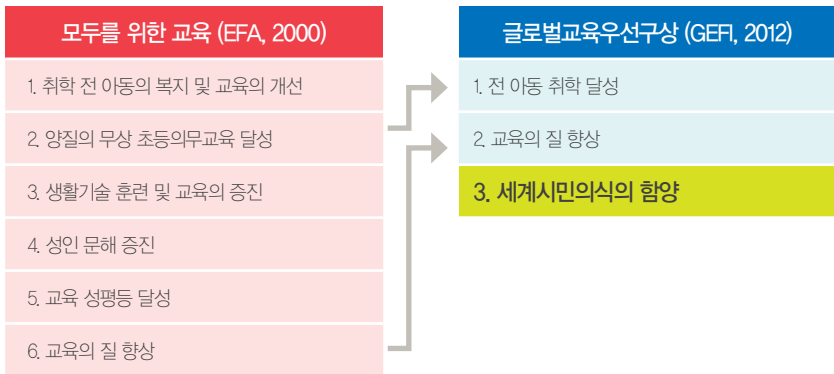 모두를 위한 교육 (EFA, 2000)
1. 취학 전 아동의 복지 및 교육의 개선
2. 양질의 무상 초등의무교육 달성
3. 생활기술 훈련 및 교육의 증진
4. 성인 문해 증진
5. 교육 성평등 달성
6. 교육의 질 향상
글로벌교육우선구상 (GEFI, 2012)
1. 전 아동 취학 달성
2. 교육의 질 향상
3. 세계시민의식의 함양